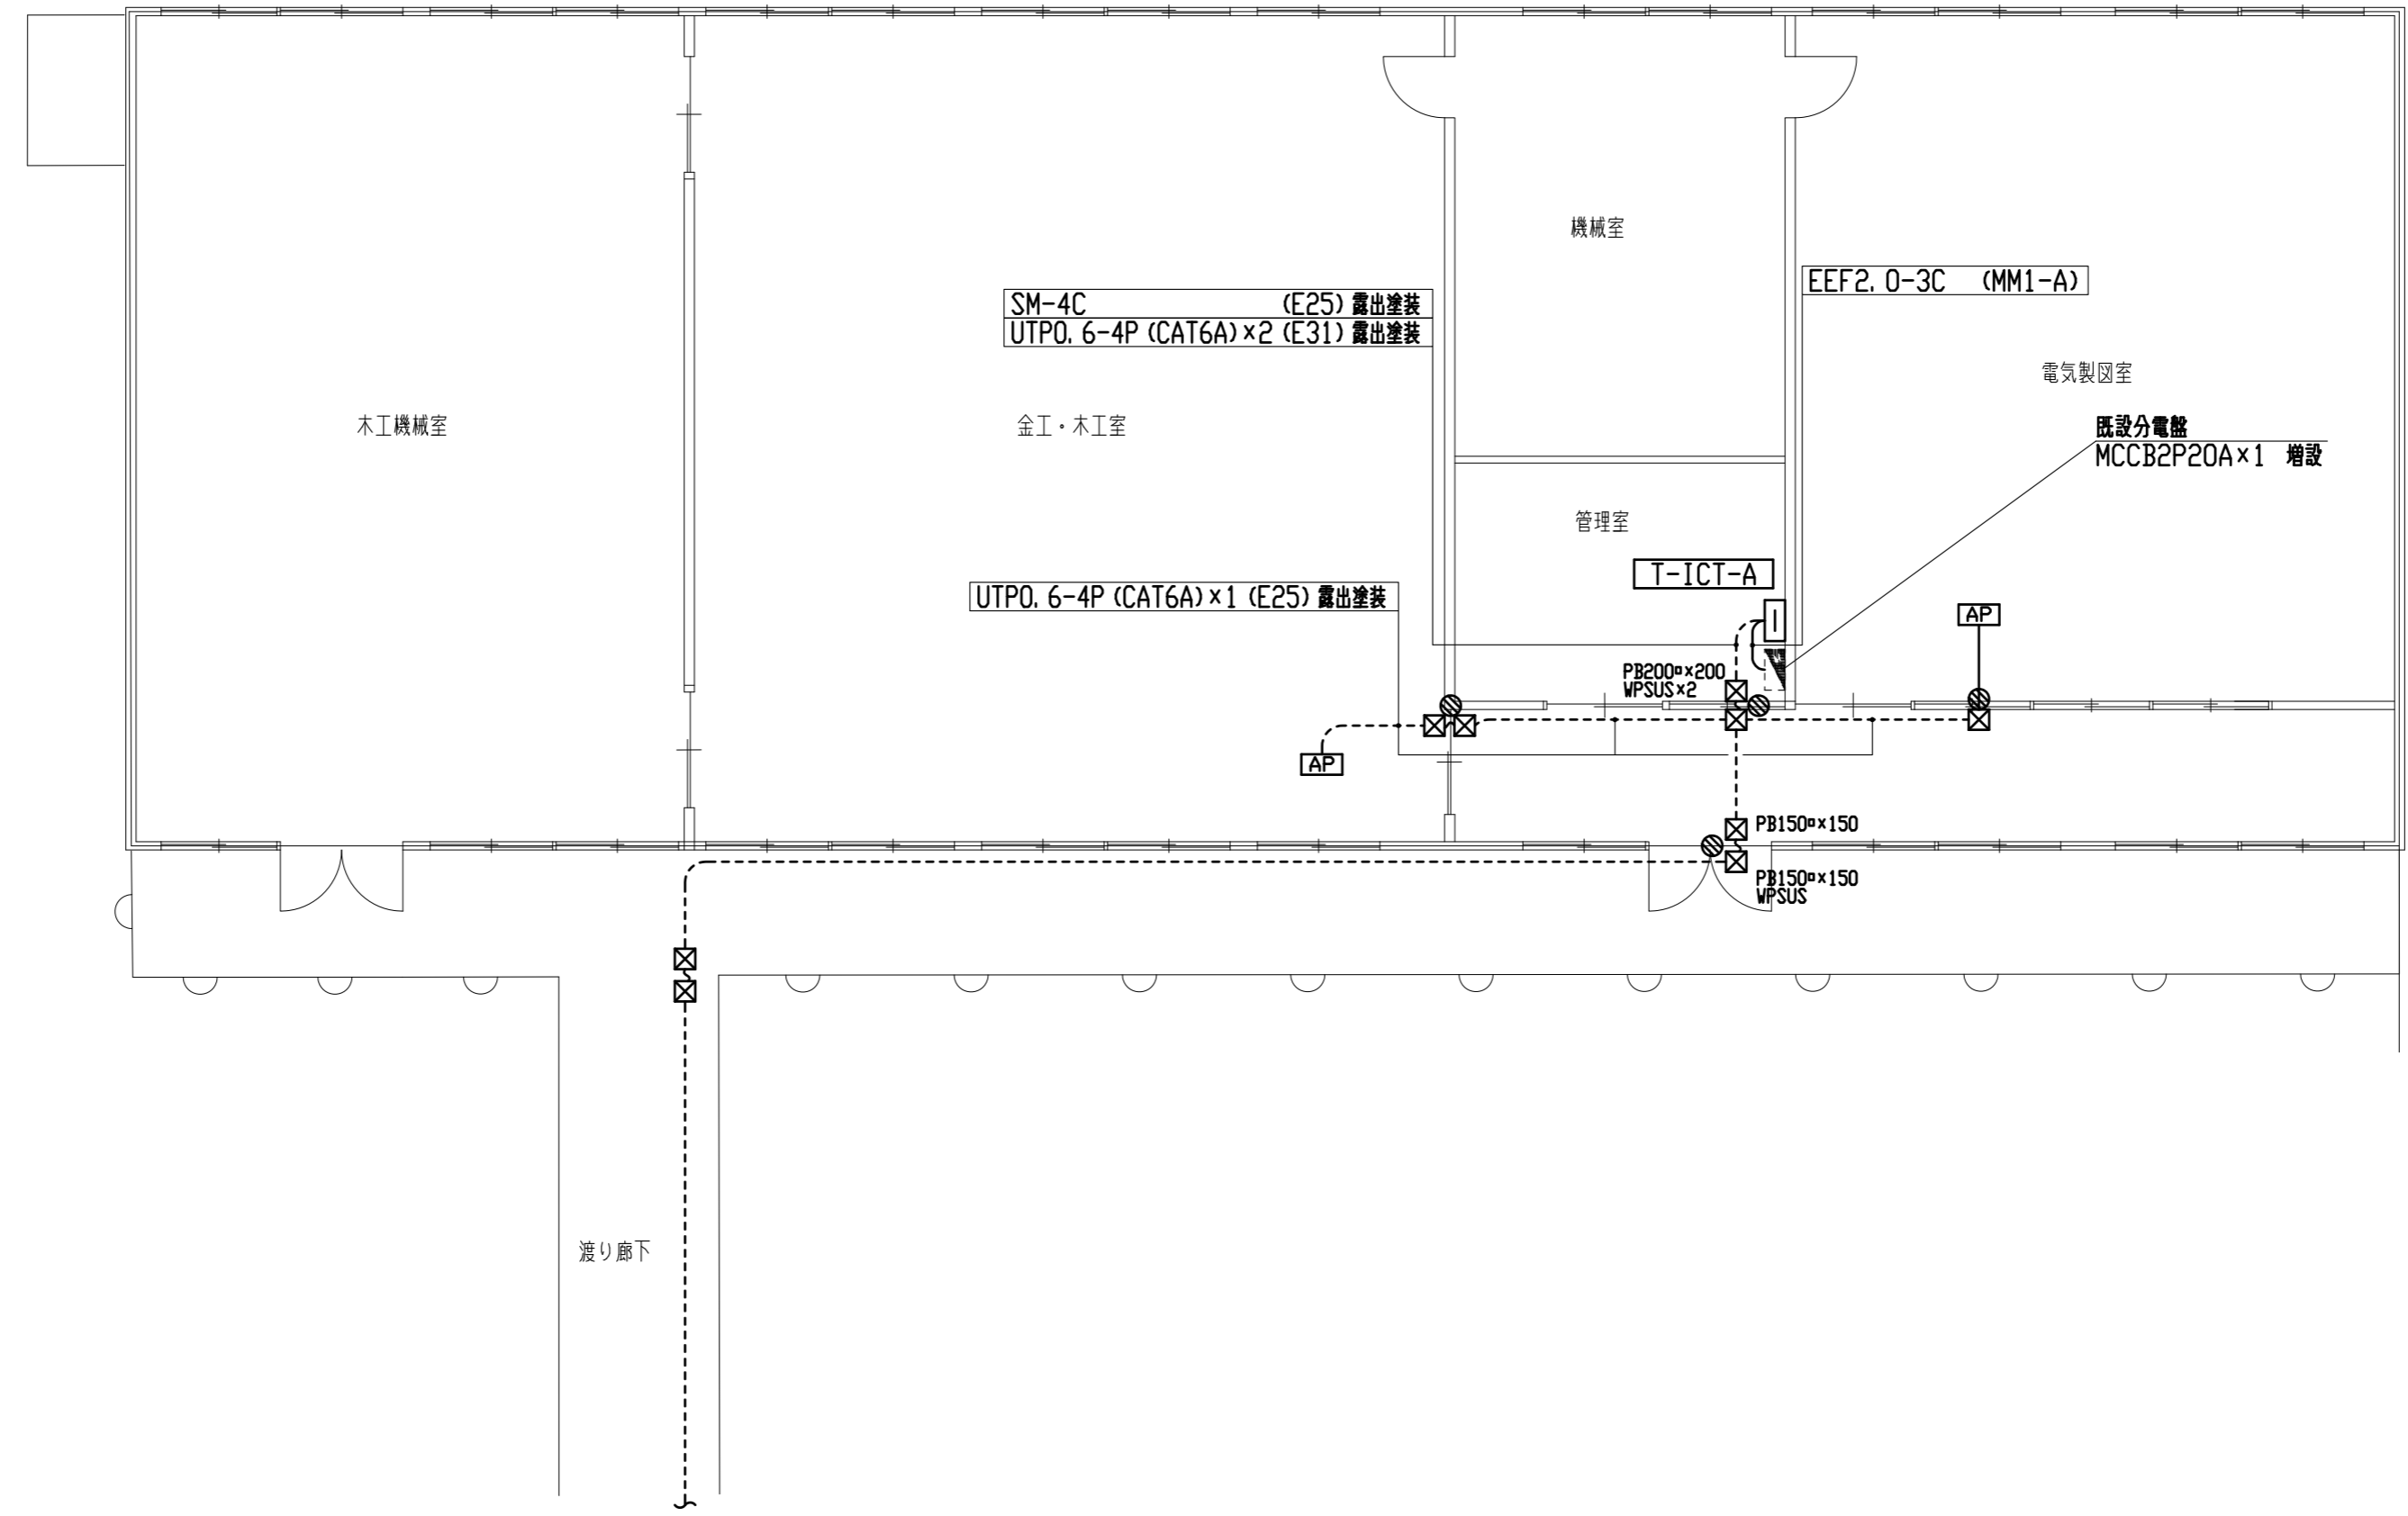 機械室
EEF2.0-3C (MM1-A)
SM-4C (E25) 露出塗装
UTP0.6-4P (CAT6A)×2 (E31) 露出塗装
電気製図室
木工機械室
金工・木工室
既設分電盤
MCCB2P20A×1 増設
管理室
T-ICT-A
UTP0.6-4P (CAT6A)×1 (E25) 露出塗装
AP
PB200□×200
WPSUS×2
AP
PB150□×150
PB150□×150
WPSUS
渡り廊下